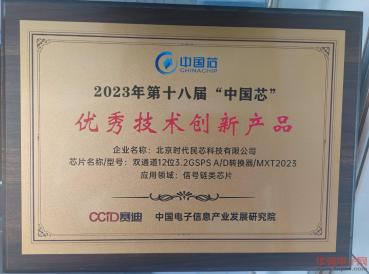 中国芯
CHINACHIP
2023年第十八届“中国芯”
优秀技术创新产品
企业名称：北京时代民芯科技有限公司
芯片名称/型号：双通道12位3.2GSPS A/D转换器/MXT2023
应用领域：信号链类芯片
CCID赛迪 中国电子信息产业发展研究院